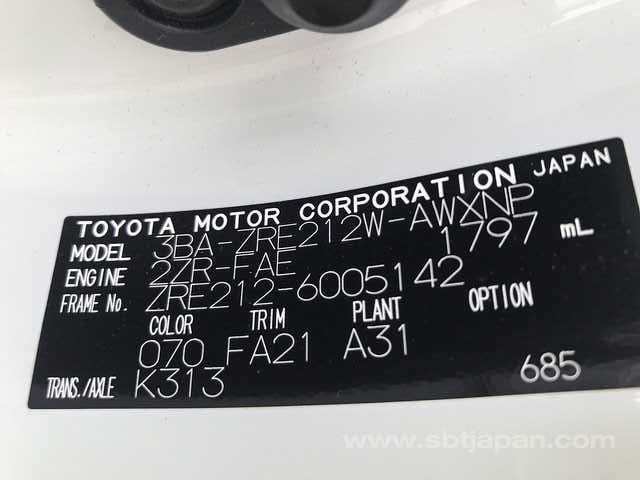 TOYOTA MOTOR CORPORATION JAPAN
MODEL 3BA-ZRE212W-AWXNP
ENGINE 2ZR-FAE 1797 mL
FRAME No. ZRE212-6005142
COLOR TRIM PLANT OPTION
070 FA21 A31
TRANS./AXLE K313 685
www.sbtjapan.com